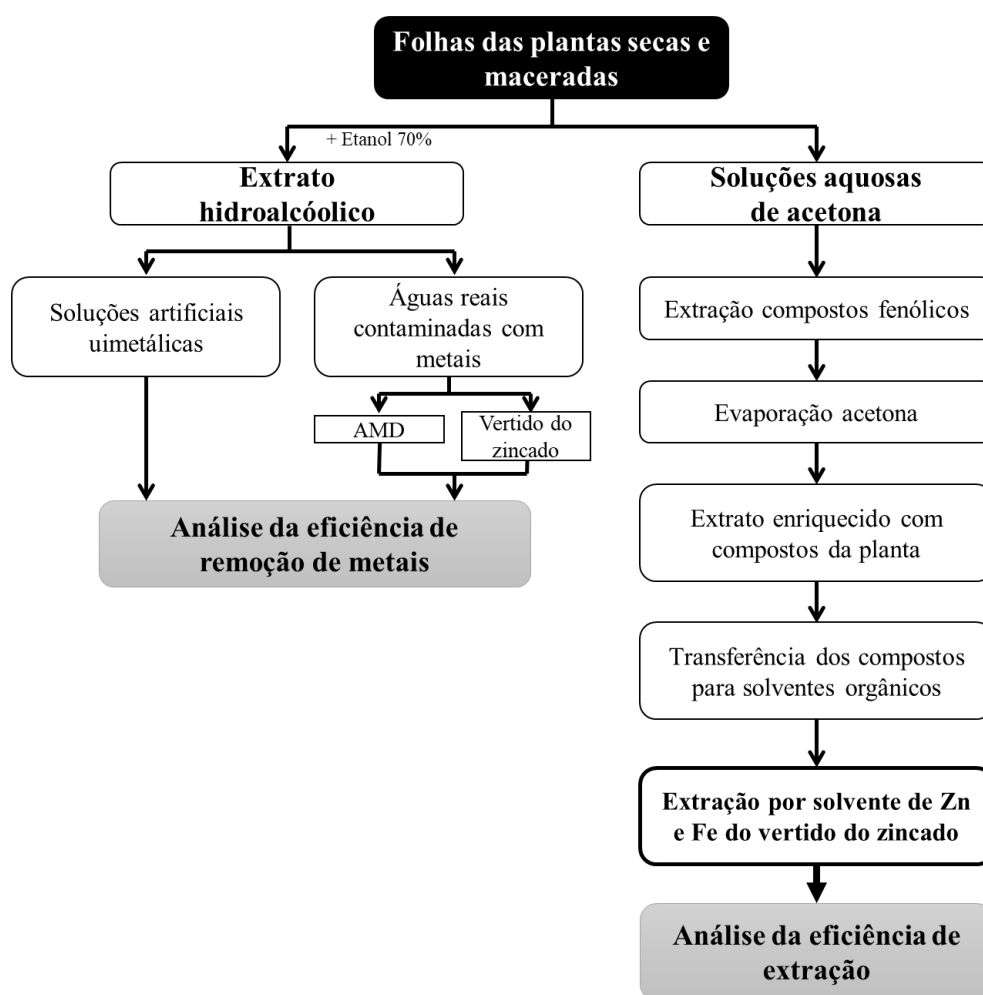 Folhas das plantas secas e
maceradas
+ Etanol 70%
Extrato
hidroalcóolico
Soluções aquosas
de acetona
Soluções artificiais
uimetálicas
Águas reais
contaminadas com
metais
AMD
Vertido do
zincado
Análise da eficiência de
remoção de metais
Extração compostos fenólicos
Evaporação acetona
Extrato enriquecido com
compostos da planta
Transferência dos compostos
para solventes orgânicos
Extração por solvente de Zn
e Fe do vertido do zincado
Análise da eficiência de
extração